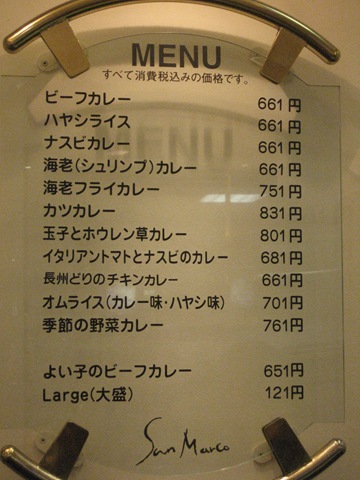 MENU
すべて消費税込みの価格です。
ビーフカレー 661円
ハヤシライス 661円
ナスビカレー 661円
海老(シュリンプ)カレー 661円
海老フライカレー 751円
カツカレー 831円
玉子とホウレン草カレー 801円
イタリアントマトとナスビのカレー 681円
長州どりのチキンカレー 661円
オムライス(カレー味・ハヤシ味) 701円
季節の野菜カレー 761円
よい子のビーフカレー 651円
Large(大盛) 121円
San Marco